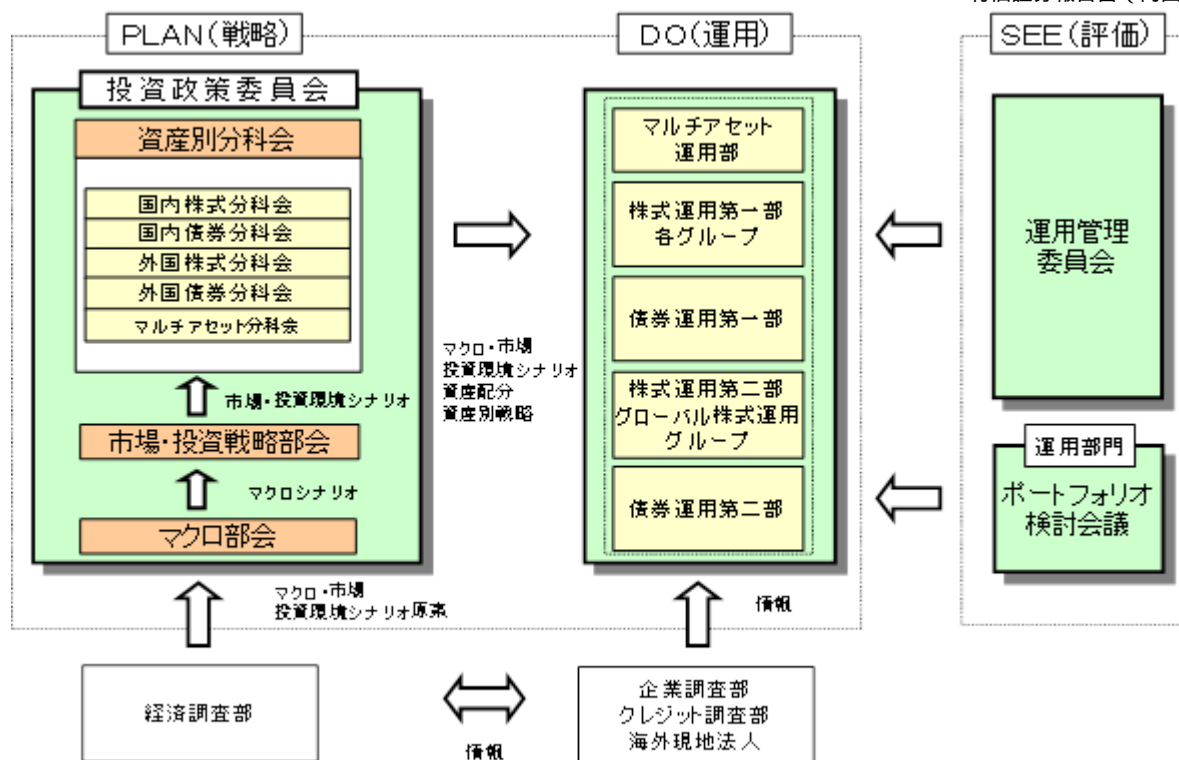 PLAN(戦略)
投資政策委員会
資産別分科会
国内株式分科会
国内債券分科会
外国株式分科会
外国債券分科会
マルチアセット分科会
市場・投資環境シナリオ
市場・投資戦略部会
マクロシナリオ
マクロ部会
マクロ・市場
投資環境シナリオ原案
経済調査部
マクロ・市場
投資環境シナリオ
資産配分
資産別戦略
DO(運用)
マルチアセット
運用部
株式運用第一部
各グループ
債券運用第一部
株式運用第二部
グローバル株式運用
グループ
債券運用第二部
情報
情報
企業調査部
クレジット調査部
海外現地法人
SEE(評価)
運用管理
委員会
運用部門
ポートフォリオ
検討会議